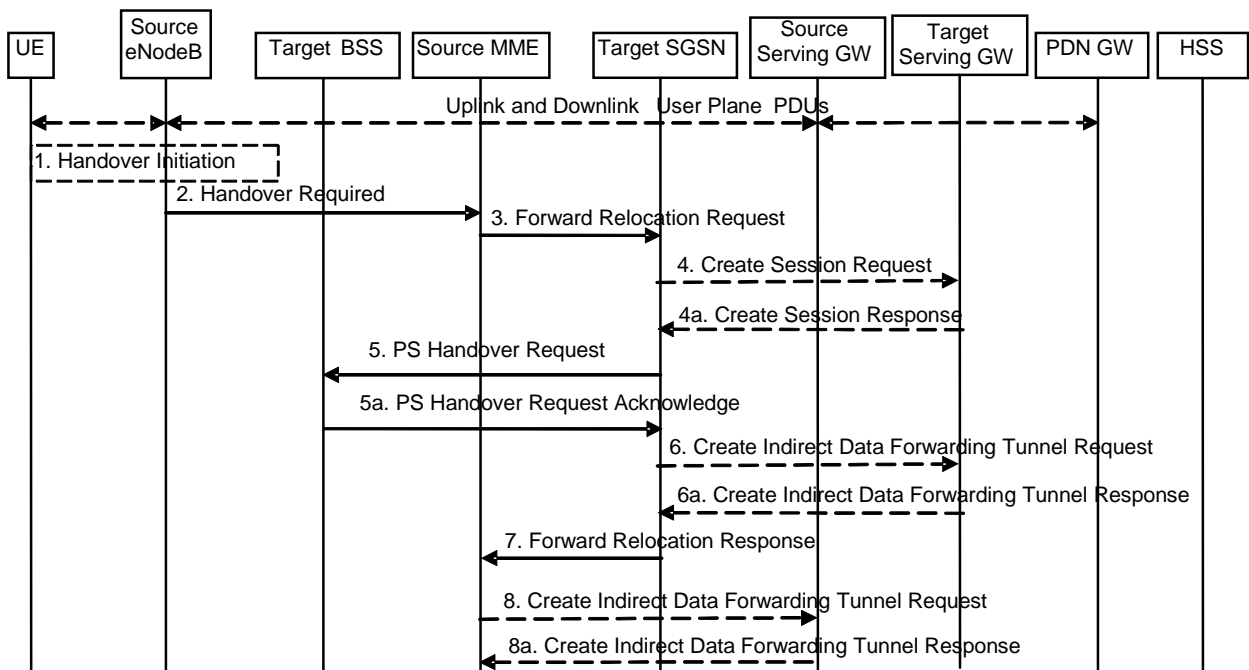 UE
Source
eNodeB
Target BSS
Source MME
Target SGSN
Source
Serving GW
Target
Serving GW
PDN GW
HSS
Uplink and Downlink User Plane PDUs
1. Handover Initiation
2. Handover Required
3. Forward Relocation Request
4. Create Session Request
4a. Create Session Response
5. PS Handover Request
5a. PS Handover Request Acknowledge
6. Create Indirect Data Forwarding Tunnel Request
6a. Create Indirect Data Forwarding Tunnel Response
7. Forward Relocation Response
8. Create Indirect Data Forwarding Tunnel Request
8a. Create Indirect Data Forwarding Tunnel Response